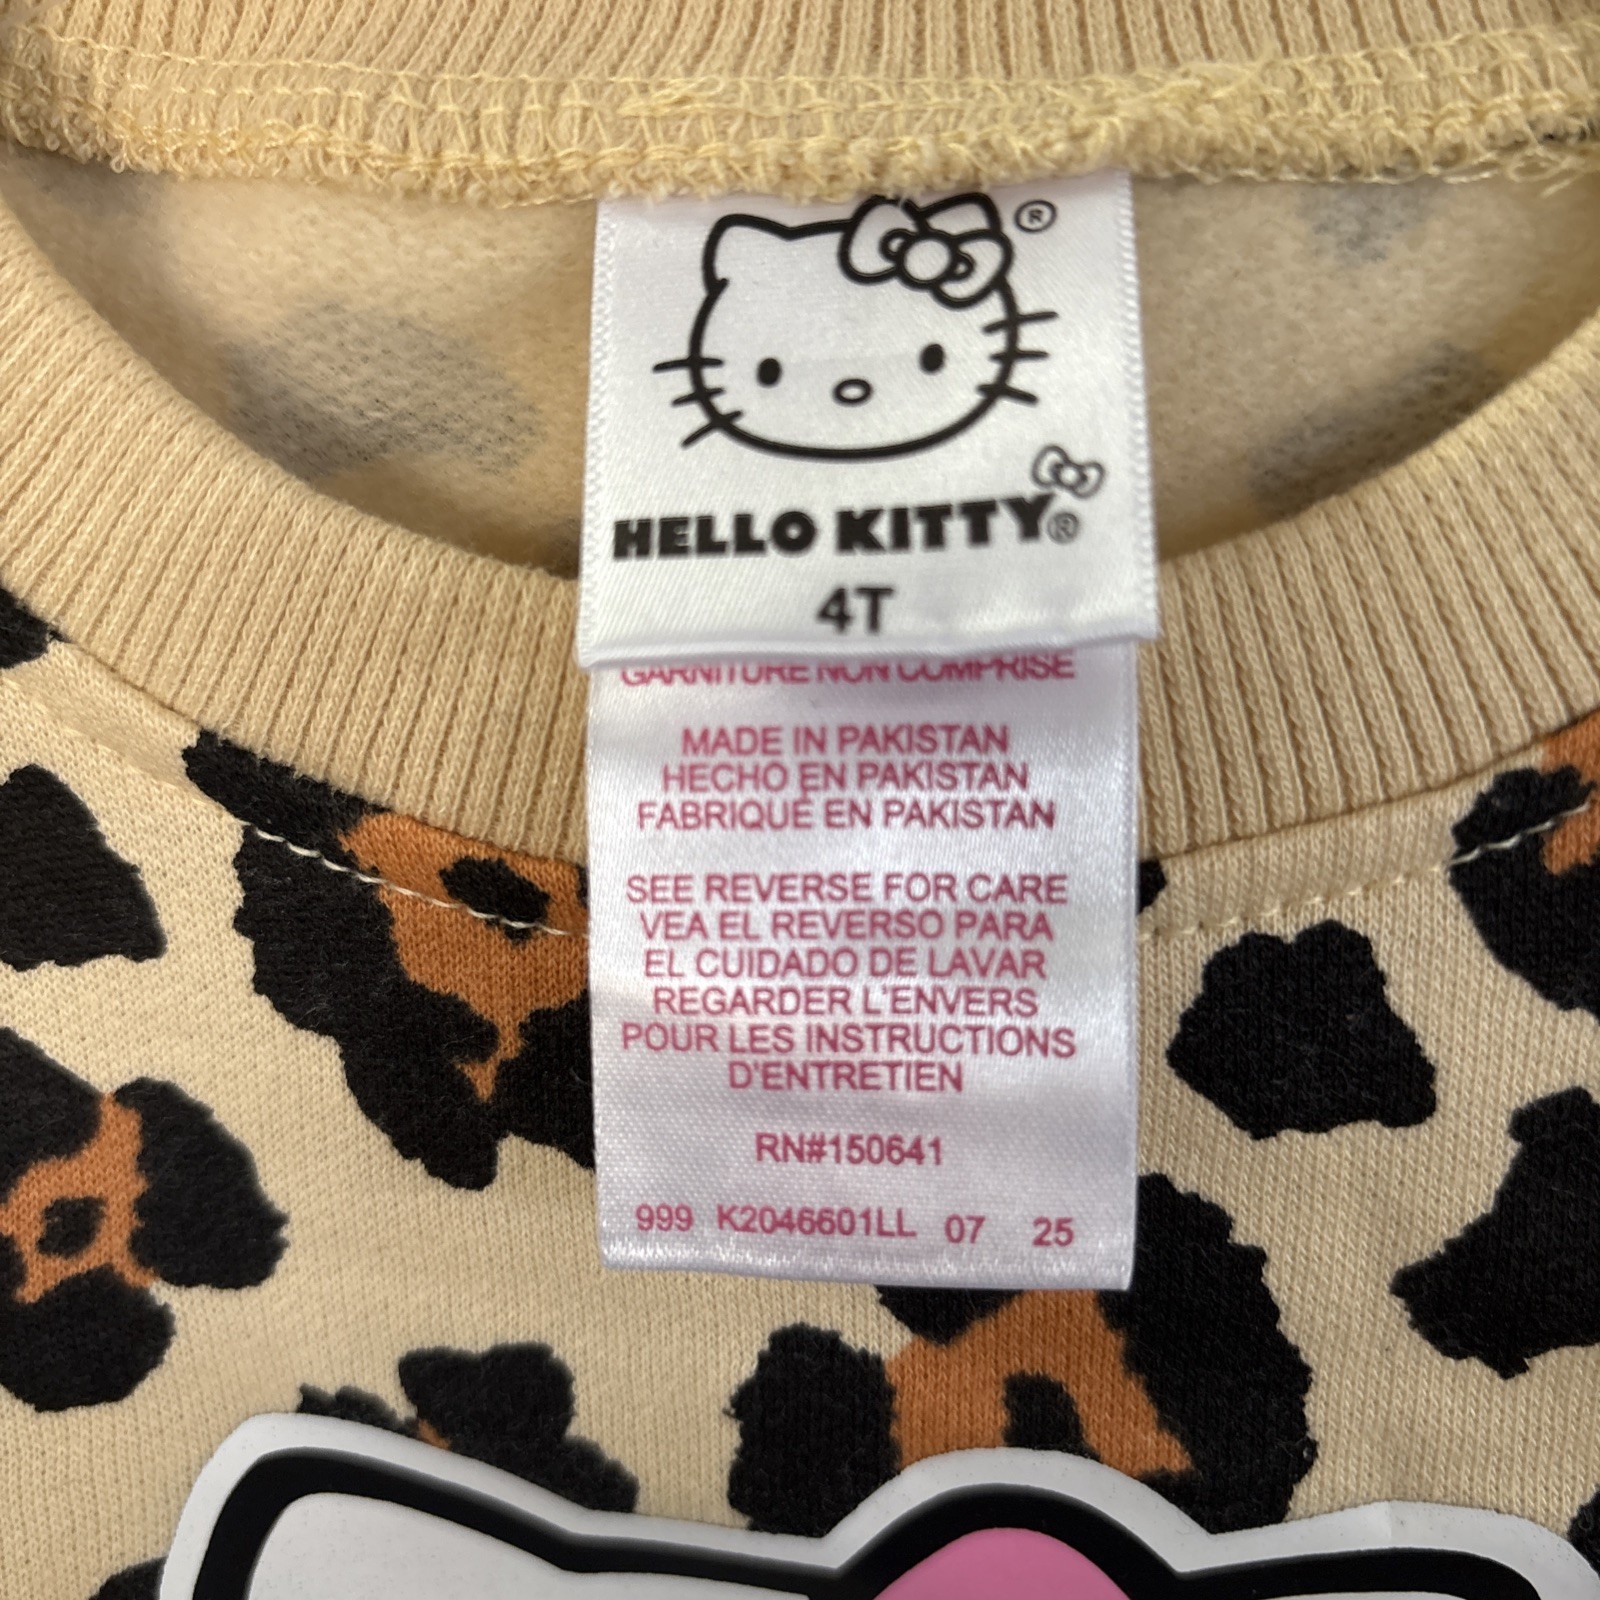 ®
HELLO KITTY®
4T
GARNITURE NON COMPRISE
MADE IN PAKISTAN
HECHO EN PAKISTAN
FABRIQUÉ EN PAKISTAN
SEE REVERSE FOR CARE
VEA EL REVERSO PARA
EL CUIDADO DE LAVAR
REGARDER L'ENVERS
POUR LES INSTRUCTIONS
D'ENTRETIEN
RN#150641
999 K2046601LL 07 25